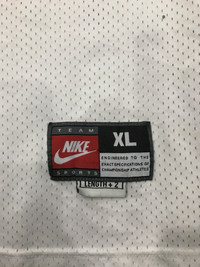 TEAM
NIKE
SPORTS
XL
ENGINEERED TO THE
EXACT SPECIFICATIONS OF
CHAMPIONSHIP ATHLETES
LENGTH + 2